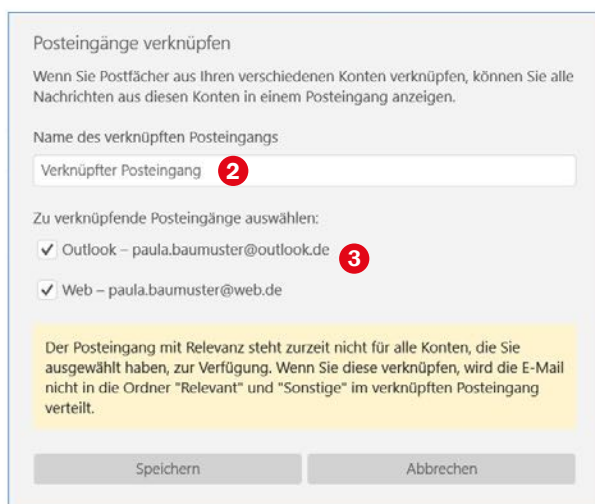 Posteingänge verknüpfen
Wenn Sie Postfächer aus Ihren verschiedenen Konten verknüpfen, können Sie alle
Nachrichten aus diesen Konten in einem Posteingang anzeigen.
Name des verknüpften Posteingangs
Verknüpfter Posteingang 2
Zu verknüpfende Posteingänge auswählen:
Outlook – paula.baumuster@outlook.de 3
Web – paula.baumuster@web.de
Der Posteingang mit Relevanz steht zurzeit nicht für alle Konten, die Sie
ausgewählt haben, zur Verfügung. Wenn Sie diese verknüpfen, wird die E-Mail
nicht in die Ordner "Relevant" und "Sonstige" im verknüpften Posteingang
verteilt.
Speichern Abbrechen